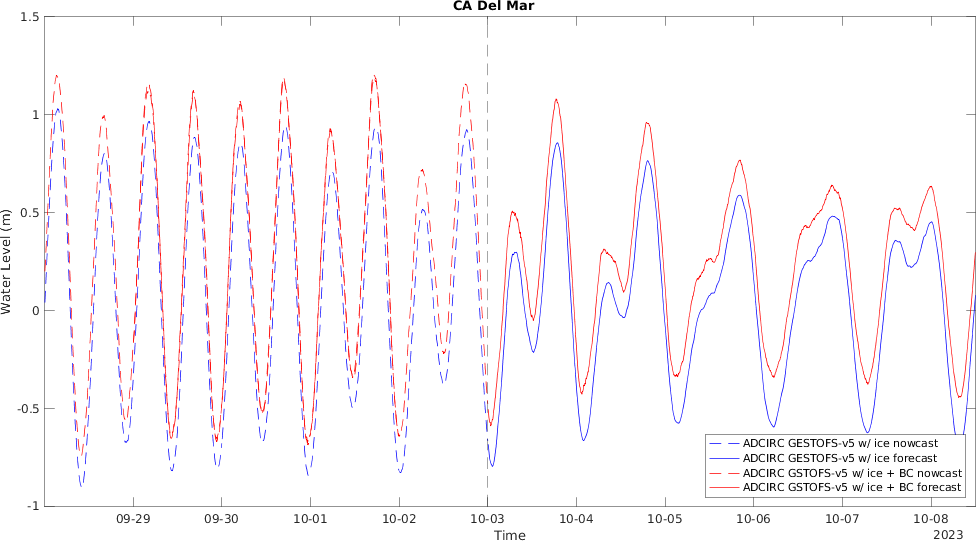 CA Del Mar
1.5
1
0.5
0
-0.5
-1
Water Level (m)
09-29 09-30 10-01 10-02 10-03 10-04 10-05 10-06 10-07 10-08
Time
2023
ADCIRC GESTOFS-v5 w/ ice nowcast
ADCIRC GESTOFS-v5 w/ ice forecast
ADCIRC GSTOFS-v5 w/ ice + BC nowcast
ADCIRC GSTOFS-v5 w/ ice + BC forecast